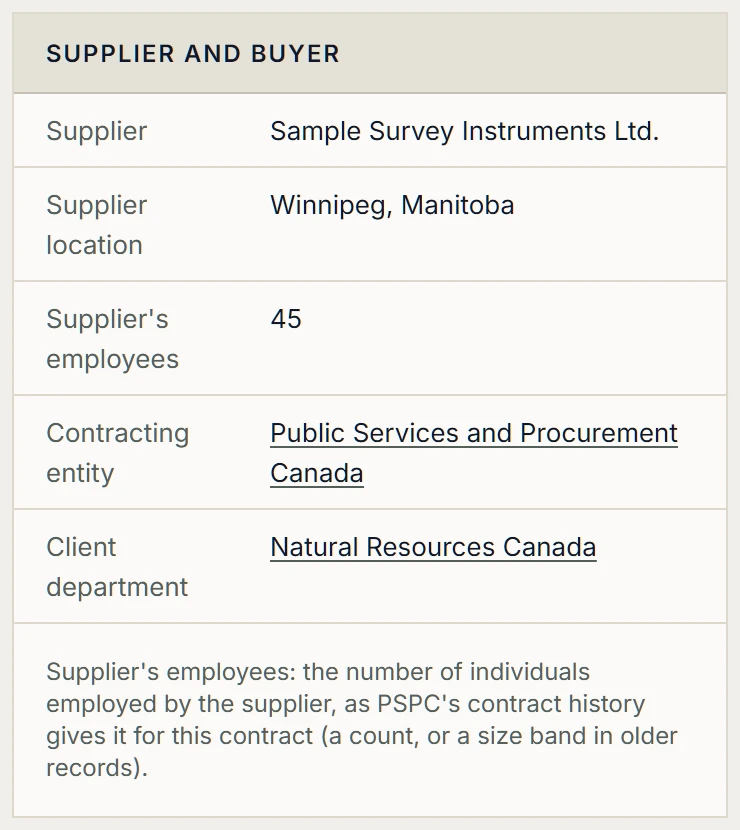 SUPPLIER AND BUYER
Supplier
Sample Survey Instruments Ltd.
Supplier
location
Winnipeg, Manitoba
Supplier's
employees
45
Contracting
entity
Public Services and Procurement
Canada
Client
department
Natural Resources Canada
Supplier's employees: the number of individuals
employed by the supplier, as PSPC's contract history
gives it for this contract (a count, or a size band in older
records).